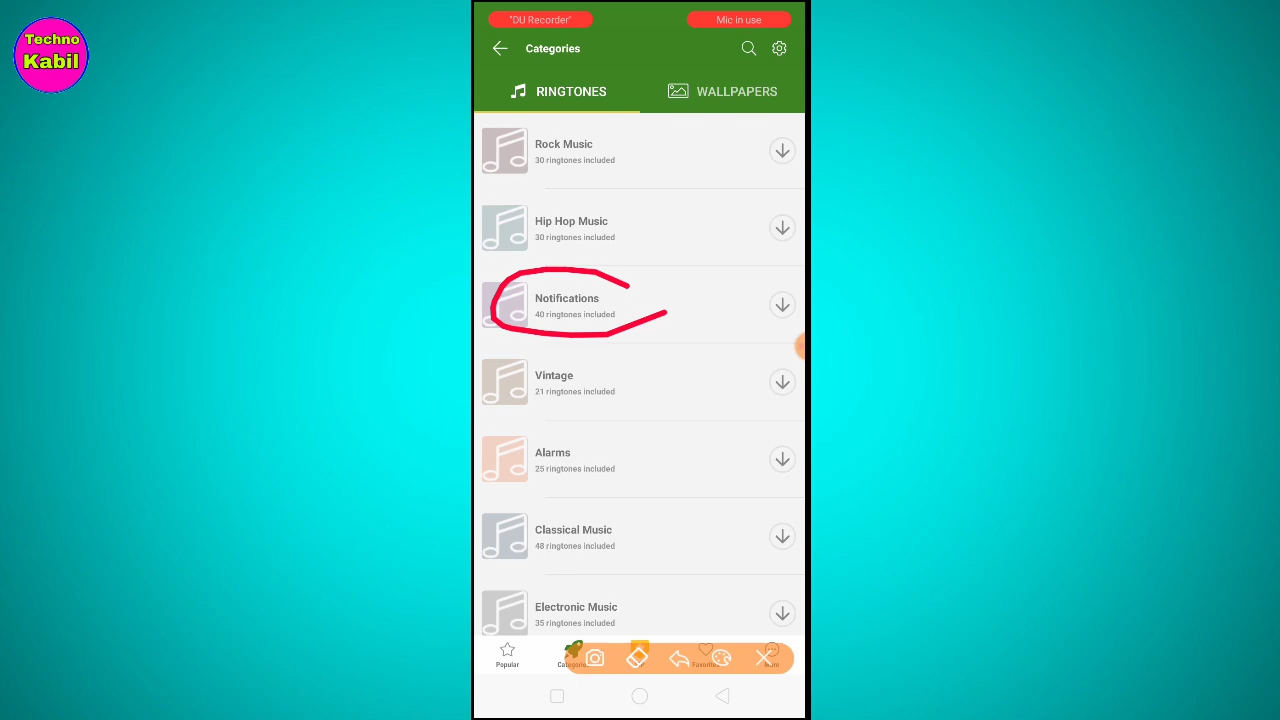 Techno
Kabil
"DU Recorder"
Mic in use
Categories
RINGTONES
WALLPAPERS
Rock Music
30 ringtones included
Hip Hop Music
30 ringtones included
Notifications
40 ringtones included
Vintage
21 ringtones included
Alarms
25 ringtones included
Classical Music
48 ringtones included
Electronic Music
35 ringtones included
Popular
Favorites
More